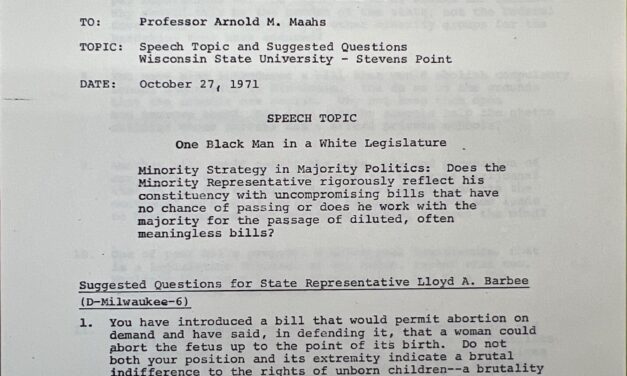 TO: Professor Arnold M. Maahs
TOPIC: Speech Topic and Suggested Questions
Wisconsin State University - Stevens Point
DATE: October 27, 1971
SPEECH TOPIC
One Black Man in a White Legislature
Minority Strategy in Majority Politics: Does the
Minority Representative rigorously reflect his
constituency with uncompromising bills that have
no chance of passing or does he work with the
majority for the passage of diluted, often
meaningless bills?
Suggested Questions for State Representative Lloyd A. Barbee
(D-Milwaukee-6)
1. You have introduced a bill that would permit abortion on
demand and have said, in defending it, that a woman could
abort the fetus up to the point of its birth. Do not
both your position and its extremity indicate a brutal
indifference to the rights of unborn children--a brutality